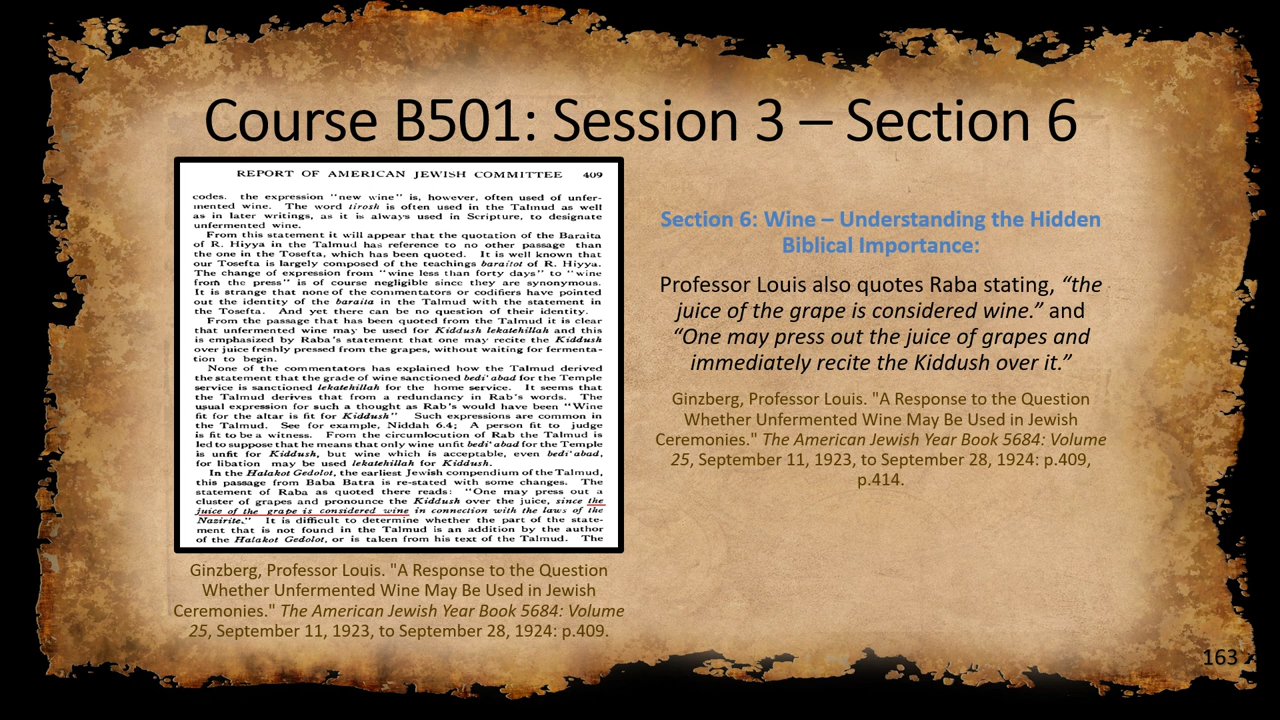 Course B501: Session 3 – Section 6
REPORT OF AMERICAN JEWISH COMMITTEE 409
codes. the expression "new wine" is, however, often used of unfer-
mented wine. The word tirosh is often used in the Talmud as well
as in later writings, as it is always used in Scripture, to designate
unfermented wine.
From this statement it will appear that the quotation of the Baraita
of R. Hiyya in the Talmud has reference to no other passage than
the one in the Tosefta, which has been quoted. It is well known that
our Tosefta is largely composed of the teachings baraitot of R. Hiyya.
The change of expression from "wine less than forty days" to "wine
from the press" is of course negligible since they are synonymous.
It is strange that none of the commentators or codifiers have pointed
out the identity of the baraita in the Talmud with the statement in
the Tosefta. And yet there can be no question of their identity.
From the passage that has been quoted from the Talmud it is clear
that unfermented wine may be used for Kiddush lekatehillah and this
is emphasized by Raba's statement that one may recite the Kiddush
over juice freshly pressed from the grapes, without waiting for fermenta-
tion to begin.
None of the commentators has explained how the Talmud derived
the statement that the grade of wine sanctioned bedi'abad for the Temple
service is sanctioned lekatehillah for the home service. It seems that
the Talmud derives that from a redundancy in Rab's words. The
usual expression for such a thought as Rab's would have been "Wine
fit for the altar is fit for Kiddush" Such expressions are common in
the Talmud. See for example, Niddah 6.4; A person fit to judge
is fit to be a witness. From the circumlocution of Rab the Talmud is
led to suppose that he means that only wine unfit bedi'abad for the Temple
is unfit for Kiddush, but wine which is acceptable, even bedi'abad,
for libation may be used lekatehillah for Kiddush.
In the Halakot Gedolot, the earliest Jewish compendium of the Talmud,
this passage from Baba Batra is re-stated with some changes. The
statement of Raba as quoted there reads: "One may press out a
cluster of grapes and pronounce the Kiddush over the juice, since the
juice of the grape is considered wine in connection with the laws of the
Nazirite." It is difficult to determine whether the part of the state-
ment that is not found in the Talmud is an addition by the author
of the Halakot Gedolot, or is taken from his text of the Talmud. The
Ginzberg, Professor Louis. "A Response to the Question
Whether Unfermented Wine May Be Used in Jewish
Ceremonies." The American Jewish Year Book 5684: Volume
25, September 11, 1923, to September 28, 1924: p.409.
Section 6: Wine – Understanding the Hidden
Biblical Importance:
Professor Louis also quotes Raba stating, “the
juice of the grape is considered wine.” and
“One may press out the juice of grapes and
immediately recite the Kiddush over it.”
Ginzberg, Professor Louis. "A Response to the Question
Whether Unfermented Wine May Be Used in Jewish
Ceremonies." The American Jewish Year Book 5684: Volume
25, September 11, 1923, to September 28, 1924: p.409,
p.414.
163